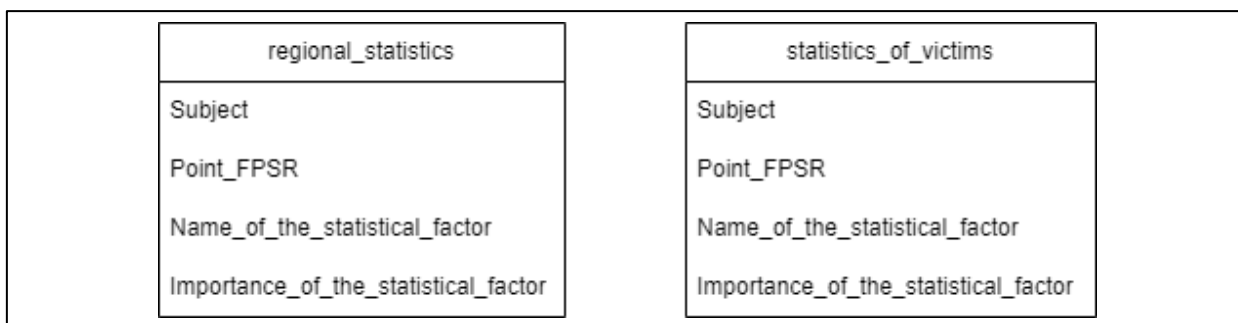 regional_statistics
Subject
Point_FPSR
Name_of_the_statistical_factor
Importance_of_the_statistical_factor
statistics_of_victims
Subject
Point_FPSR
Name_of_the_statistical_factor
Importance_of_the_statistical_factor